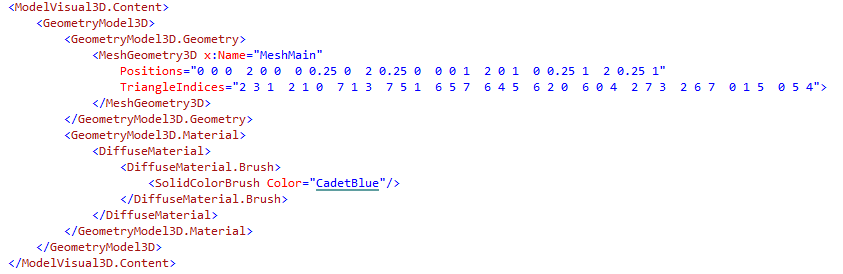 <ModelVisual3D.Content>
    <GeometryModel3D>
        <GeometryModel3D.Geometry>
            <MeshGeometry3D x:Name="MeshMain"
                Positions="0 0 0  2 0 0  0 0.25 0  2 0.25 0  0 0 1  2 0 1  0 0.25 1  2 0.25 1"
                TriangleIndices="2 3 1  2 1 0  7 1 3  7 5 1  6 5 7  6 4 5  6 2 0  6 0 4  2 7 3  2 6 7  0 1 5  0 5 4">
            </MeshGeometry3D>
        </GeometryModel3D.Geometry>
        <GeometryModel3D.Material>
            <DiffuseMaterial>
                <DiffuseMaterial.Brush>
                    <SolidColorBrush Color="CadetBlue"/>
                </DiffuseMaterial.Brush>
            </DiffuseMaterial>
        </GeometryModel3D.Material>
    </GeometryModel3D>
</ModelVisual3D.Content>